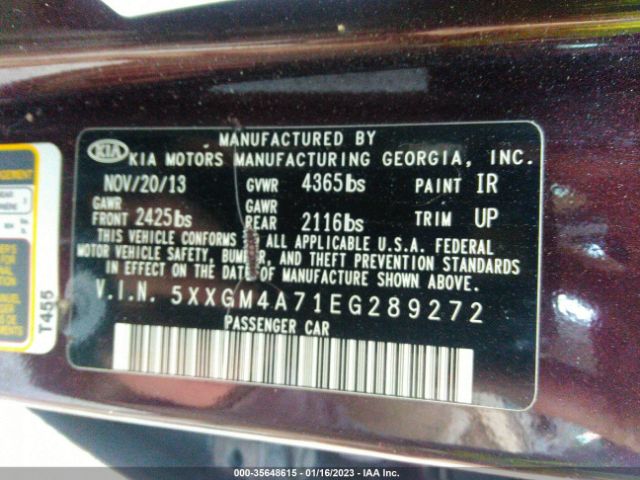 MANUFACTURED BY
KIA KIA MOTORS MANUFACTURING GEORGIA, INC.
NOV/20/13 GVWR 4365lbs PAINT IR
GAWR FRONT 2425lbs GAWR REAR 2116lbs TRIM UP
THIS VEHICLE CONFORMS ALL APPLICABLE U.S.A. FEDERAL
MOTOR VEHICLE SAFETY, AND THEFT PREVENTION STANDARDS
IN EFFECT ON THE DATE OF MANUFACTURE SHOWN ABOVE.
V.I.N. 5XXGM4A71EG289272
PASSENGER CAR
T455
000-35648615 - 01/16/2023 - IAA Inc.